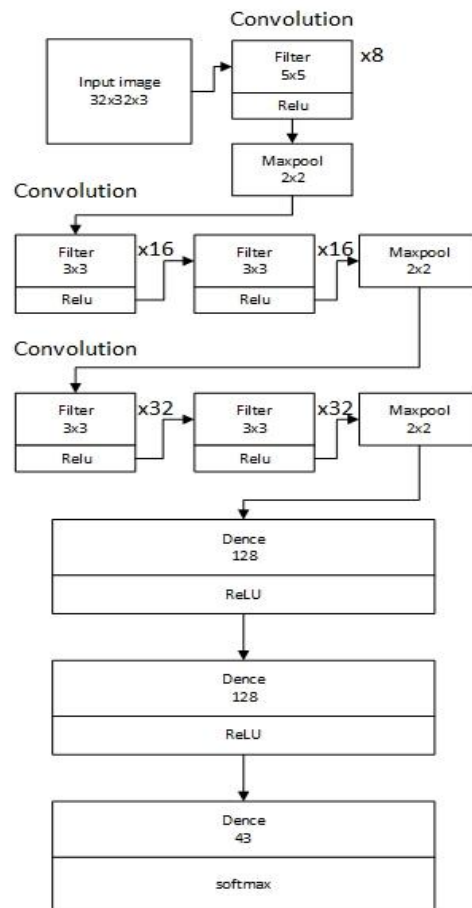 Convolution
Input image
32x32x3
Filter
5x5
x8
Relu
Maxpool
2x2
Convolution
Filter
3x3
x16
Relu
Filter
3x3
x16
Relu
Maxpool
2x2
Convolution
Filter
3x3
x32
Relu
Filter
3x3
x32
Relu
Maxpool
2x2
Dence
128
ReLU
Dence
128
ReLU
Dence
43
softmax